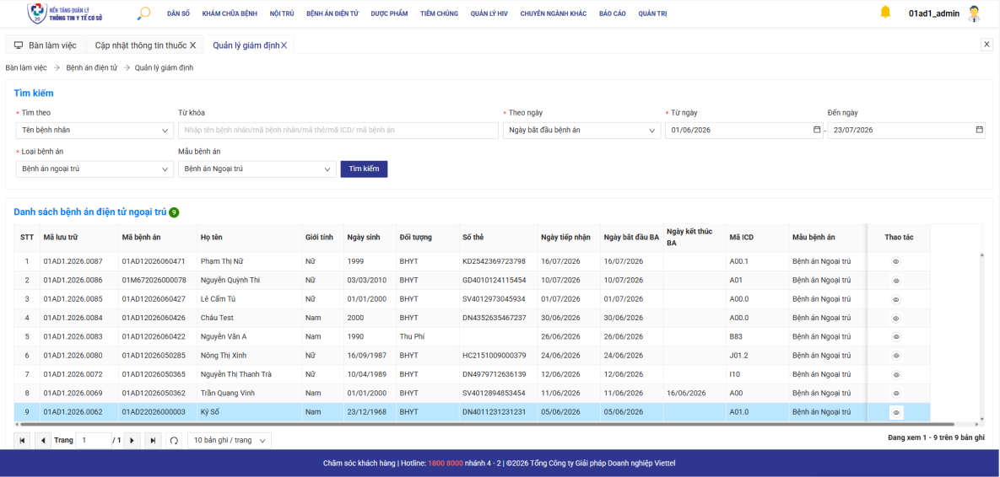 NỀN TẢNG QUẢN LÝ
THÔNG TIN Y TẾ CƠ SỞ
DÂN SỐ KHÁM CHỮA BỆNH NỘI TRÚ BỆNH ÁN ĐIỆN TỬ DƯỢC PHẨM TIÊM CHỦNG QUẢN LÝ HIV CHUYÊN NGÀNH KHÁC BÁO CÁO QUẢN TRỊ 01ad1_admin
Bàn làm việc Cập nhật thông tin thuốc X Quản lý giám định X X
Bàn làm việc → Bệnh án điện tử → Quản lý giám định
Tìm kiếm
* Tìm theo Từ khóa * Theo ngày * Từ ngày Đến ngày
Tên bệnh nhân Nhập tên bệnh nhân/mã bệnh nhân/mã thẻ/mã ICD/ mã bệnh án Ngày bắt đầu bệnh án 01/06/2026 - 23/07/2026
* Loại bệnh án Mẫu bệnh án
Bệnh án ngoại trú Bệnh án Ngoại trú Tìm kiếm
Danh sách bệnh án điện tử ngoại trú 9
STT Mã lưu trữ Mã bệnh án Họ tên Giới tính Ngày sinh Đối tượng Số thẻ Ngày tiếp nhận Ngày bắt đầu BA Ngày kết thúc BA Mã ICD Mẫu bệnh án Thao tác
1 01AD1.2026.0087 01AD12026060471 Phạm Thị Nữ Nữ 1999 BHYT KD2542369723798 16/07/2026 16/07/2026 A00.1 Bệnh án Ngoại trú
2 01AD1.2026.0086 01M672026000078 Nguyễn Quỳnh Thi Nữ 03/03/2010 BHYT GD4010124115454 10/07/2026 10/07/2026 A01 Bệnh án Ngoại trú
3 01AD1.2026.0085 01AD12026060427 Lê Cẩm Tú Nữ 01/01/2000 BHYT SV4012973045934 01/07/2026 01/07/2026 A00.0 Bệnh án Ngoại trú
4 01AD1.2026.0084 01AD12026060426 Châu Test Nam 2000 BHYT DN4352635467237 30/06/2026 30/06/2026 A00.0 Bệnh án Ngoại trú
5 01AD1.2026.0083 01AD12026060422 Nguyễn Văn A Nam 1990 Thu Phí 26/06/2026 26/06/2026 B83 Bệnh án Ngoại trú
6 01AD1.2026.0080 01AD12026050285 Nông Thị Xinh Nữ 16/09/1987 BHYT HC2151009000379 24/06/2026 24/06/2026 J01.2 Bệnh án Ngoại trú
7 01AD1.2026.0072 01AD12026050365 Nguyễn Thị Thanh Trà Nữ 10/04/1989 BHYT DN4979712636139 12/06/2026 12/06/2026 I10 Bệnh án Ngoại trú
8 01AD1.2026.0069 01AD12026050362 Trần Quang Vinh Nam 01/01/2000 BHYT SV4012894853454 11/06/2026 11/06/2026 16/06/2026 A00 Bệnh án Ngoại trú
9 01AD1.2026.0062 01AD22026000003 Ký Số Nam 23/12/1968 BHYT DN4011231231231 05/06/2026 05/06/2026 A01.0 Bệnh án Ngoại trú
Trang 1 / 1 10 bản ghi / trang Đang xem 1 - 9 trên 9 bản ghi
Chăm sóc khách hàng | Hotline: 1800 8000 nhánh 4 - 2 | ©2026 Tổng Công ty Giải pháp Doanh nghiệp Viettel